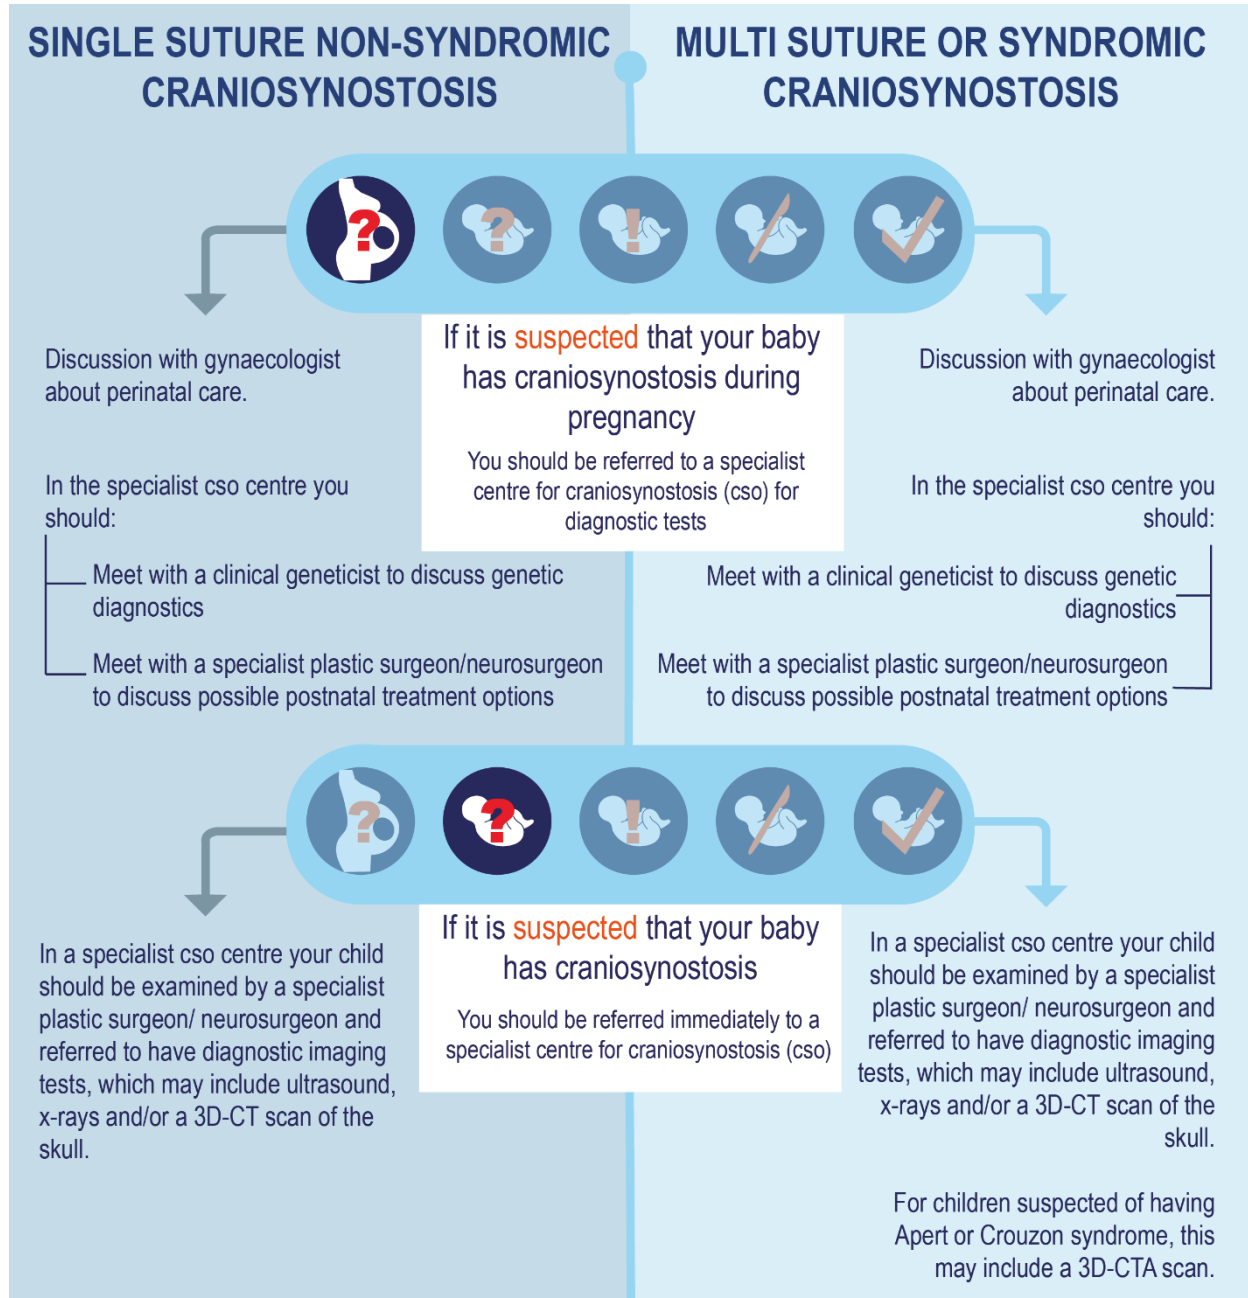 SINGLE SUTURE NON-SYNDROMIC
CRANIOSYNOSTOSIS
MULTI SUTURE OR SYNDROMIC
CRANIOSYNOSTOSIS
?
?
!
If it is suspected that your baby
has craniosynostosis during
pregnancy
You should be referred to a specialist
centre for craniosynostosis (cso) for
diagnostic tests
Discussion with gynaecologist
about perinatal care.
In the specialist cso centre you
should:
Meet with a clinical geneticist to discuss genetic
diagnostics
Meet with a specialist plastic surgeon/neurosurgeon
to discuss possible postnatal treatment options
Discussion with gynaecologist
about perinatal care.
In the specialist cso centre you
should:
Meet with a clinical geneticist to discuss genetic
diagnostics
Meet with a specialist plastic surgeon/neurosurgeon
to discuss possible postnatal treatment options
?
?
!
If it is suspected that your baby
has craniosynostosis
You should be referred immediately to a
specialist centre for craniosynostosis (cso)
In a specialist cso centre your child
should be examined by a specialist
plastic surgeon/ neurosurgeon and
referred to have diagnostic imaging
tests, which may include ultrasound,
x-rays and/or a 3D-CT scan of the
skull.
In a specialist cso centre your child
should be examined by a specialist
plastic surgeon/ neurosurgeon and
referred to have diagnostic imaging
tests, which may include ultrasound,
x-rays and/or a 3D-CT scan of the
skull.
For children suspected of having
Apert or Crouzon syndrome, this
may include a 3D-CTA scan.